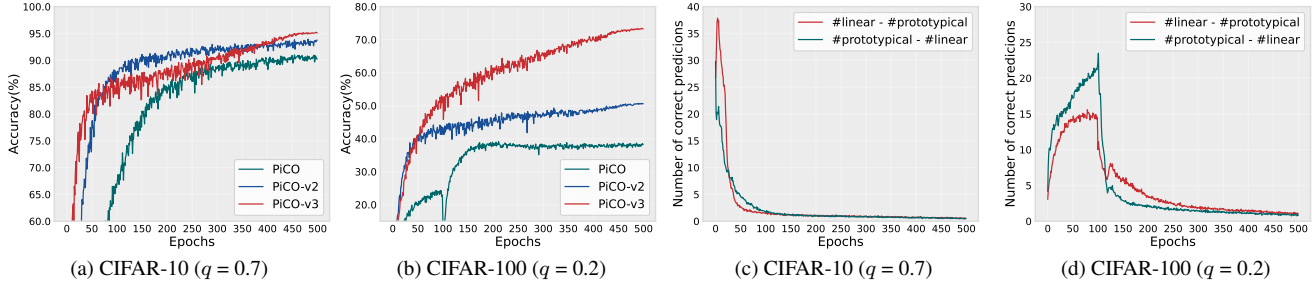 100.0
95.0
90.0
85.0
80.0
75.0
70.0
65.0
60.0
Accuracy(%)
0 50 100 150 200 250 300 350 400 450 500
Epochs
PiCO
PiCO-v2
PiCO-v3
(a) CIFAR-10 (q = 0.7)
80.0
70.0
60.0
50.0
40.0
30.0
20.0
Accuracy(%)
0 50 100 150 200 250 300 350 400 450 500
Epochs
PiCO
PiCO-v2
PiCO-v3
(b) CIFAR-100 (q = 0.2)
40
35
30
25
20
15
10
5
0
Number of correct predicions
#linear - #prototypical
#prototypical - #linear
0 50 100 150 200 250 300 350 400 450 500
Epochs
(c) CIFAR-10 (q = 0.7)
30
25
20
15
10
5
0
Number of correct predicions
#linear - #prototypical
#prototypical - #linear
0 50 100 150 200 250 300 350 400 450 500
Epochs
(d) CIFAR-100 (q = 0.2)